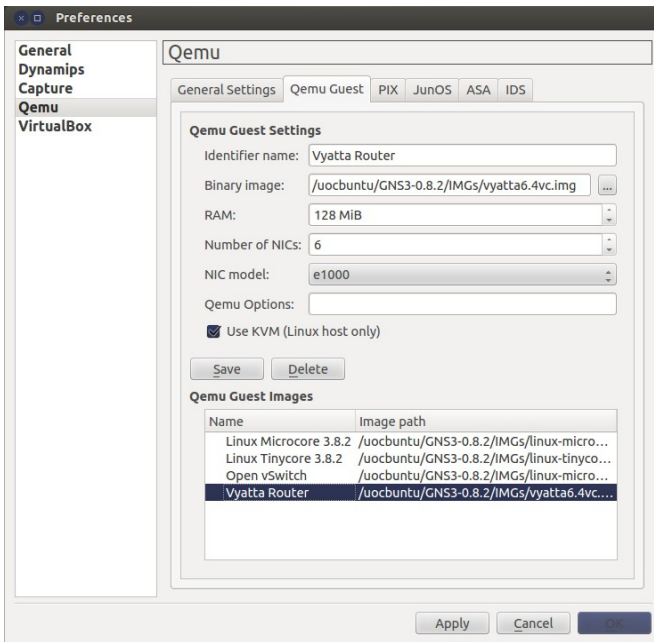 Preferences
General
Dynamips
Capture
Qemu
VirtualBox
Qemu
General Settings Qemu Guest PIX JunOS ASA IDS
Qemu Guest Settings
Identifier name: Vyatta Router
Binary image: /uocbuntu/GNS3-0.8.2/IMGs/vyatta6.4vc.img ...
RAM: 128 MiB
Number of NICs: 6
NIC model: e1000
Qemu Options:
Use KVM (Linux host only)
Save Delete
Qemu Guest Images
Name Image path
Linux Microcore 3.8.2 /uocbuntu/GNS3-0.8.2/IMGs/linux-micro...
Linux Tinycore 3.8.2 /uocbuntu/GNS3-0.8.2/IMGs/linux-tinyco...
Open vSwitch /uocbuntu/GNS3-0.8.2/IMGs/linux-micro...
Vyatta Router /uocbuntu/GNS3-0.8.2/IMGs/vyatta6.4vc....
Apply Cancel OK